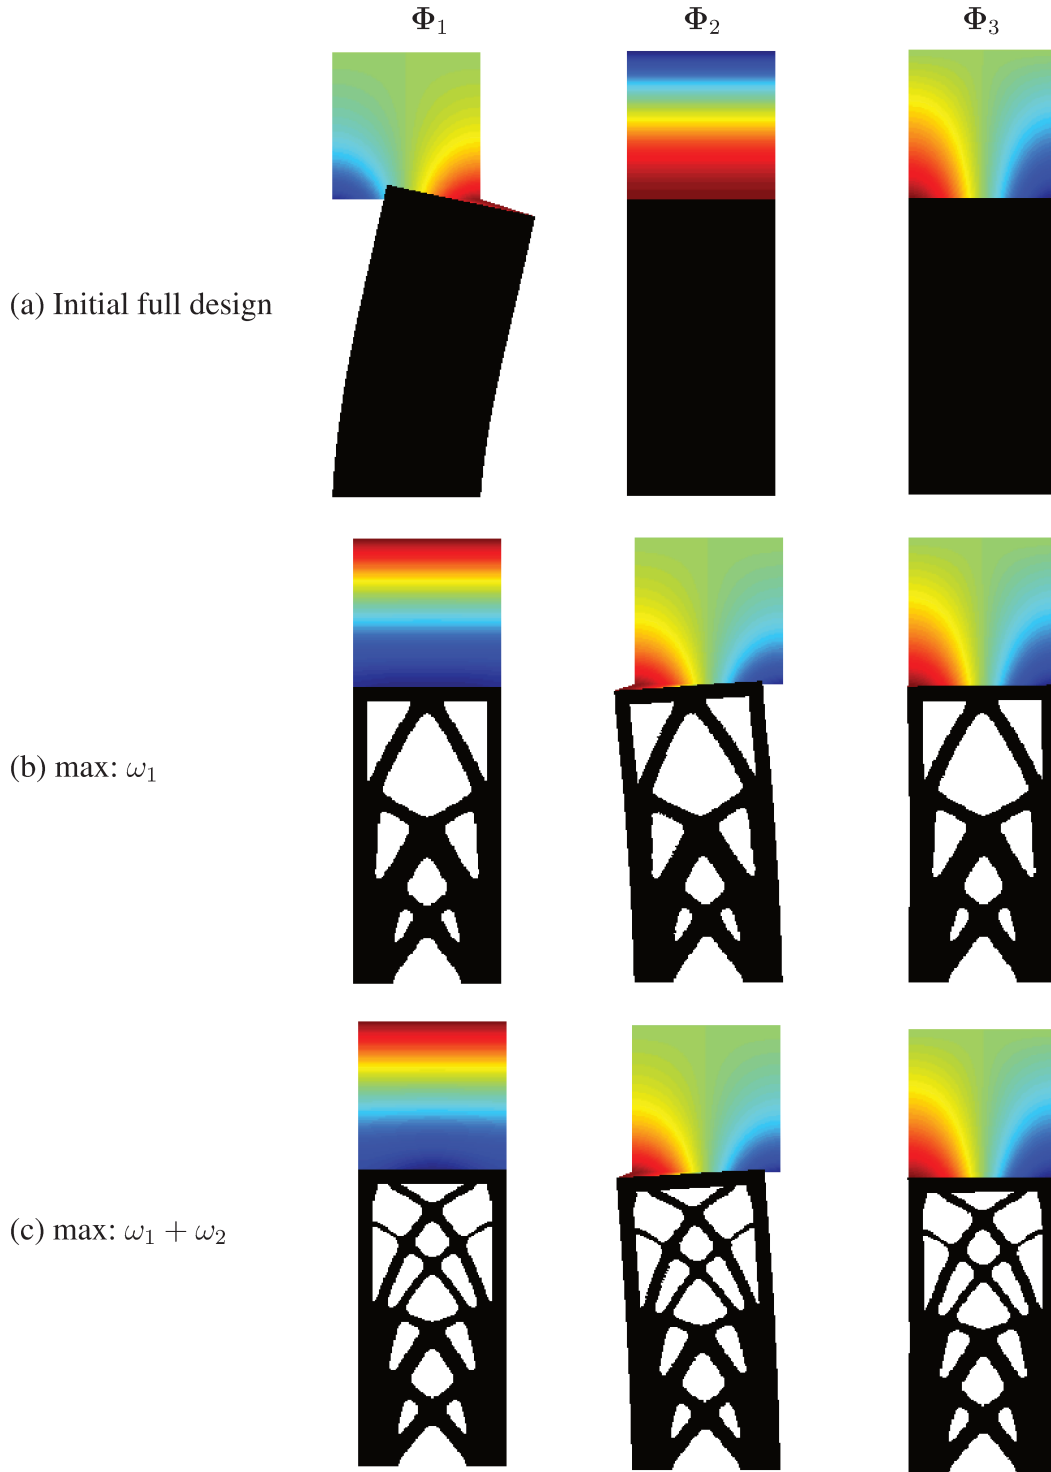 Φ₁ Φ₂ Φ₃
(a) Initial full design
(b) max: ω₁
(c) max: ω₁ + ω₂